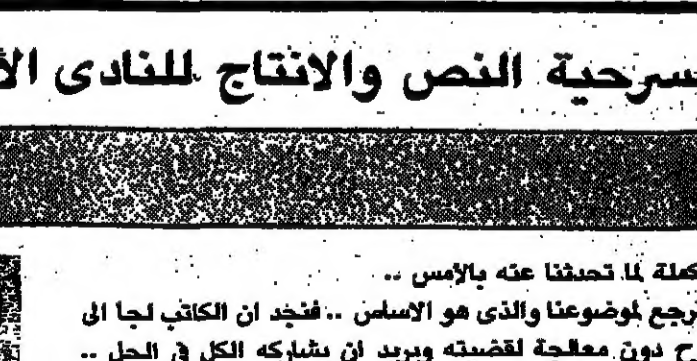 سرحية النص والانتاج للنادى الأ
كملة لما تحدثنا عنه بالأمس ..
رجع لموضوعنا والذى هو الاساس .. فنجد ان الكاتب لجا الى
ح دون معالجة لقضيته ويريد ان يشاركه الكل في الحل ..